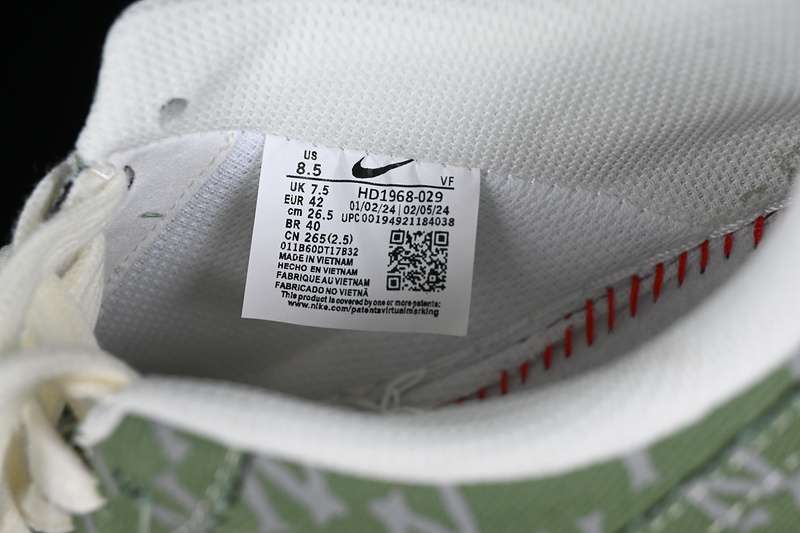 US
8.5
VF
UK 7.5
EUR 42
cm 26.5
BR 40
CN 265(2.5)
HD1968-029
01/02/24 | 02/05/24
UPC 00194921184038
011B60DT17B32
MADE IN VIETNAM
HECHO EN VIETNAM
FABRIQUE AU VIETNAM
FABRICADO NO VIETNÃ
This product is covered by one or more patents:
www.nike.com/patentsvirtualmarking